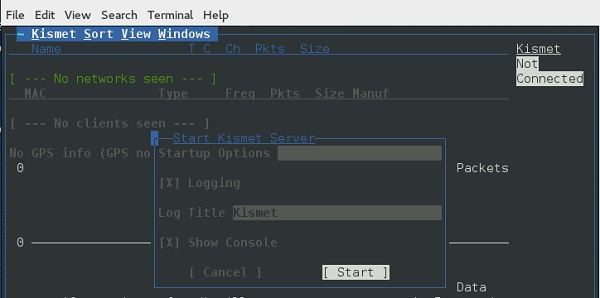 File Edit View Search Terminal Help
~ Kismet Sort View Windows
Name T C Ch Pkts Size
Kismet
Not
Connected
[ --- No networks seen --- ]
MAC Type Freq Pkts Size Manuf
[ --- No clients seen --- ]
Start Kismet Server
No GPS info (GPS no
Startup Options
0
Packets
[X] Logging
Log Title Kismet
0
[X] Show Console
[ Cancel ] [ Start ]
Data